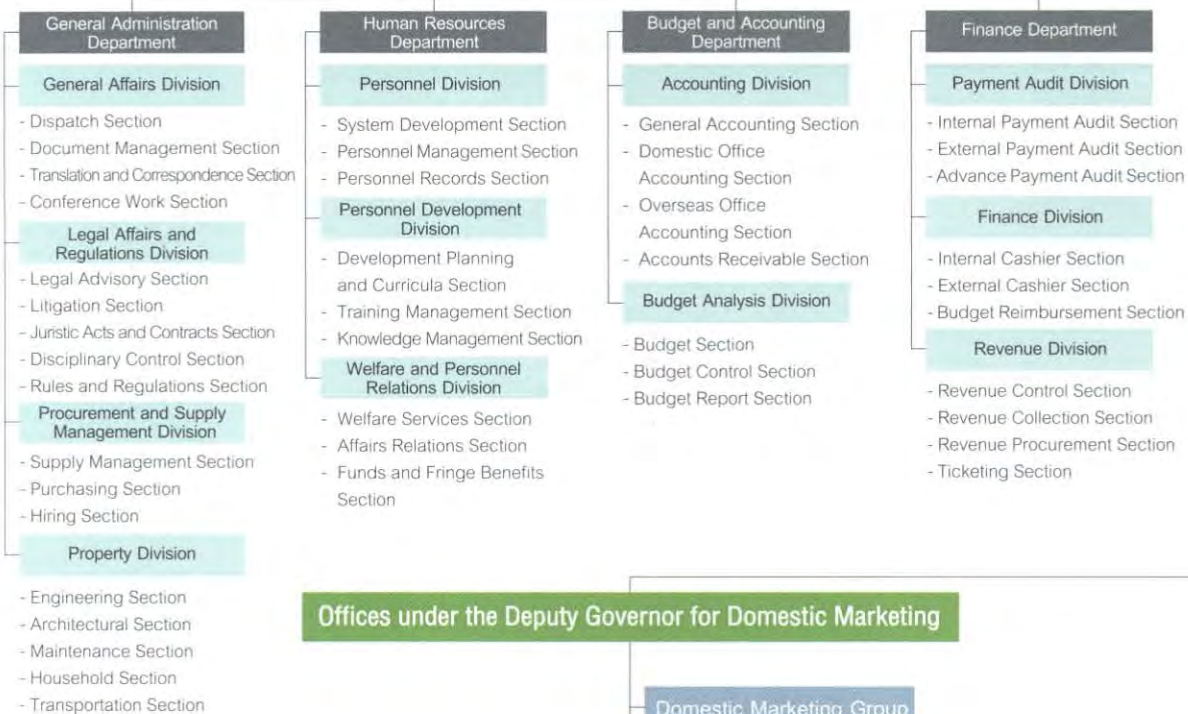 General Administration
Department
General Affairs Division
- Dispatch Section
- Document Management Section
- Translation and Correspondence Section
- Conference Work Section
Legal Affairs and
Regulations Division
- Legal Advisory Section
- Litigation Section
- Juristic Acts and Contracts Section
- Disciplinary Control Section
- Rules and Regulations Section
Procurement and Supply
Management Division
- Supply Management Section
- Purchasing Section
- Hiring Section
Property Division
- Engineering Section
- Architectural Section
- Maintenance Section
- Household Section
- Transportation Section
Human Resources
Department
Personnel Division
- System Development Section
- Personnel Management Section
- Personnel Records Section
Personnel Development
Division
- Development Planning
and Curricula Section
- Training Management Section
- Knowledge Management Section
Welfare and Personnel
Relations Division
- Welfare Services Section
- Affairs Relations Section
- Funds and Fringe Benefits
Section
Budget and Accounting
Department
Accounting Division
- General Accounting Section
- Domestic Office
Accounting Section
- Overseas Office
Accounting Section
- Accounts Receivable Section
Budget Analysis Division
- Budget Section
- Budget Control Section
- Budget Report Section
Finance Department
Payment Audit Division
- Internal Payment Audit Section
- External Payment Audit Section
- Advance Payment Audit Section
Finance Division
- Internal Cashier Section
- External Cashier Section
- Budget Reimbursement Section
Revenue Division
- Revenue Control Section
- Revenue Collection Section
- Revenue Procurement Section
- Ticketing Section
Offices under the Deputy Governor for Domestic Marketing
Domestic Marketing Group